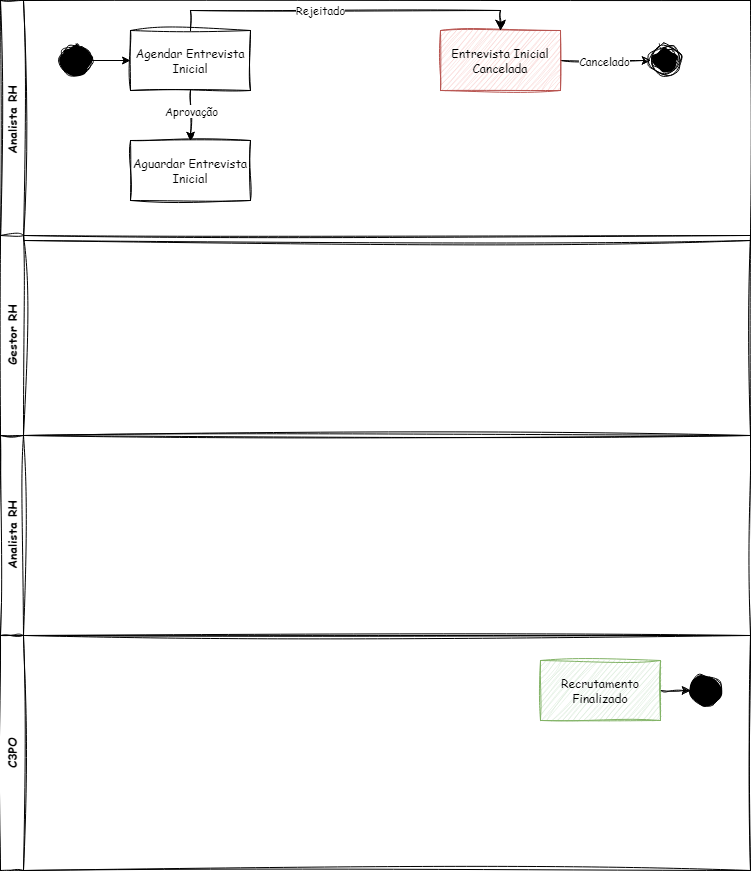 Analista RH
Rejeitado
Agendar Entrevista
Inicial
Entrevista Inicial
Cancelada
Cancelado
Aprovação
Aguardar Entrevista
Inicial
Gestor RH
Analista RH
C3PO
Recrutamento
Finalizado